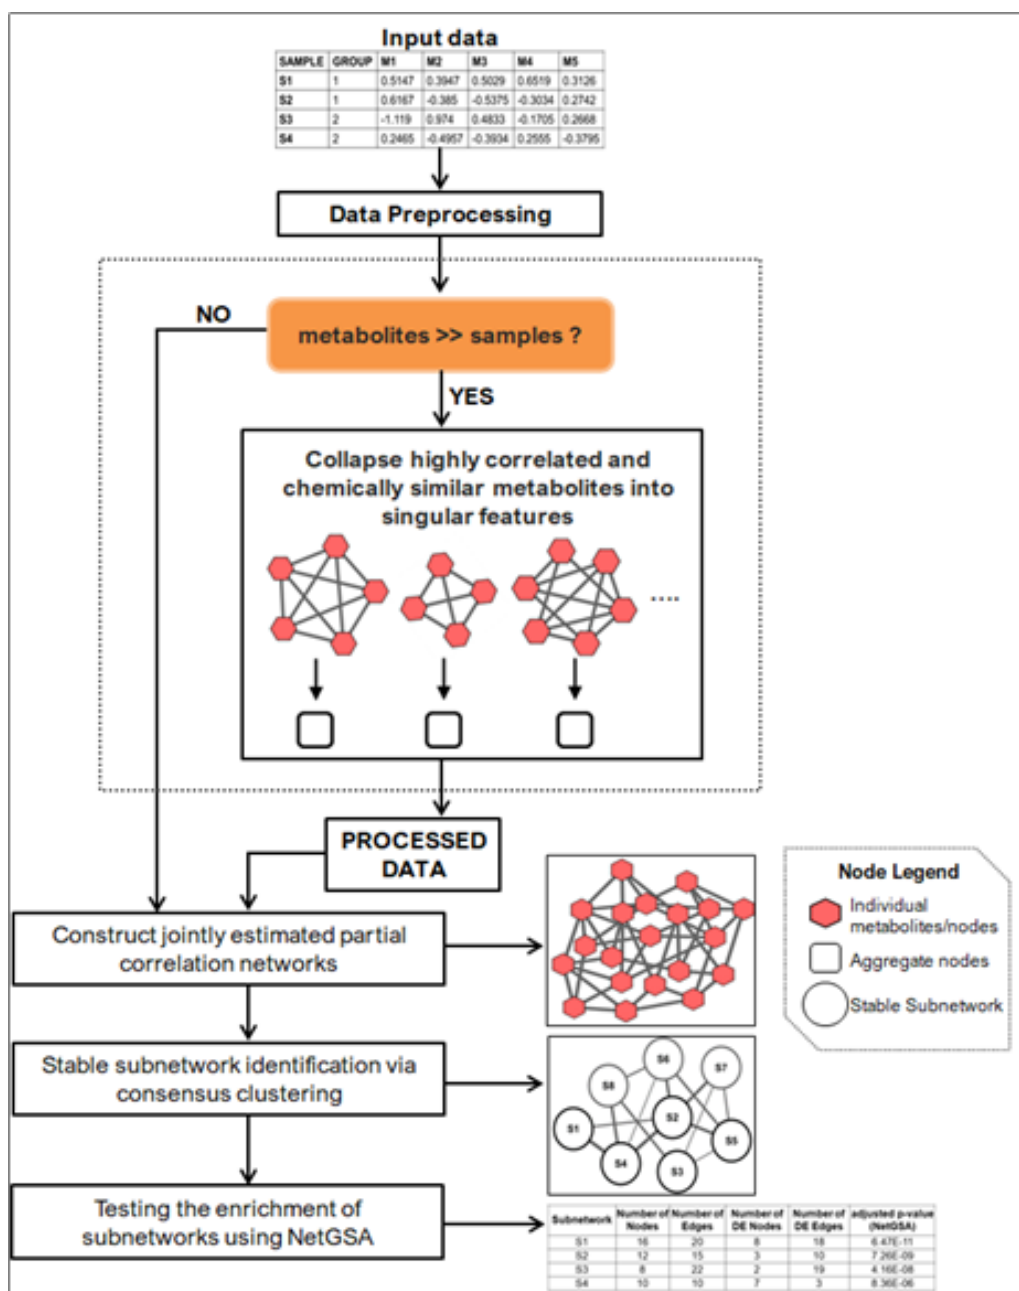 Input data
SAMPLE GROUP M1 M2 M3 M4 M5
S1 1 0.5147 0.3947 0.5029 0.6519 0.3126
S2 1 0.6167 -0.385 -0.5375 -0.3034 0.2742
S3 2 -1.119 0.974 0.4833 -0.1705 0.2668
S4 2 0.2465 -0.4957 -0.3934 0.2555 -0.3795
Data Preprocessing
NO
metabolites >> samples ?
YES
Collapse highly correlated and
chemically similar metabolites into
singular features
....
PROCESSED
DATA
Construct jointly estimated partial
correlation networks
Node Legend
Individual
metabolites/nodes
Aggregate nodes
Stable Subnetwork
Stable subnetwork identification via
consensus clustering
S6
S7
S8
S2
S1
S5
S4
S3
Testing the enrichment of
subnetworks using NetGSA
Subnetwork Number of Nodes Number of Edges Number of DE Nodes Number of DE Edges adjusted p-value (NetGSA)
S1 16 20 8 18 6.47E-11
S2 12 15 3 10 7.26E-09
S3 8 22 2 19 4.16E-08
S4 10 10 7 3 8.36E-06